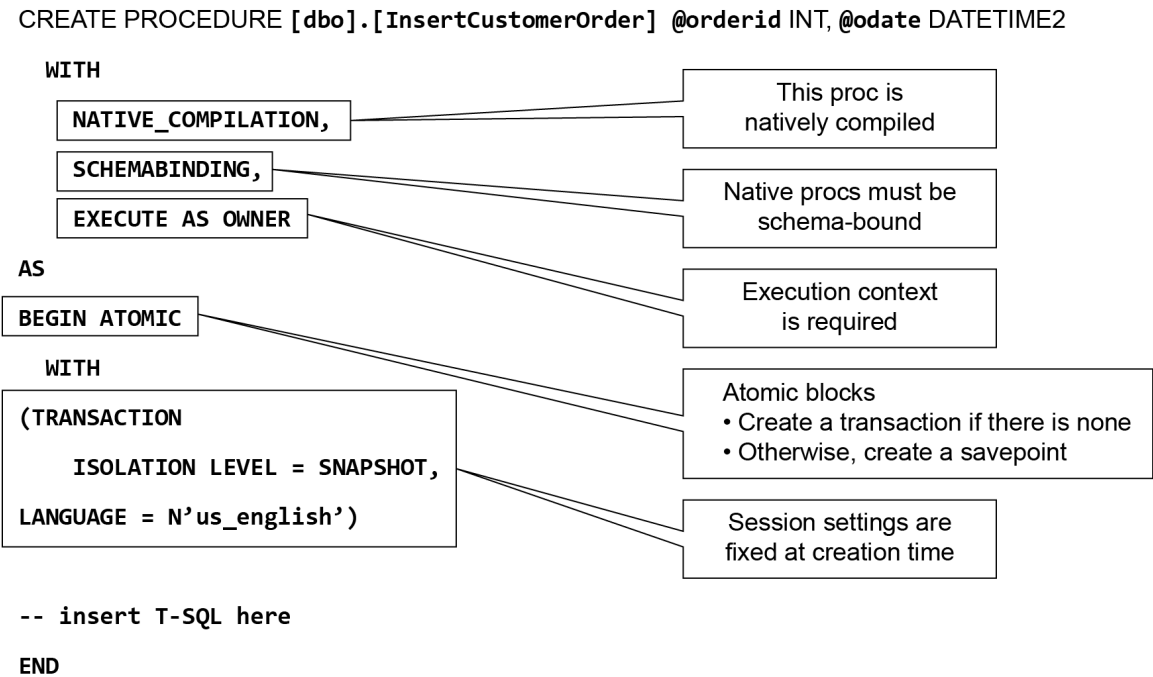 CREATE PROCEDURE [dbo].[InsertCustomerOrder] @orderid INT, @odate DATETIME2
WITH
NATIVE_COMPILATION,
This proc is
natively compiled
SCHEMABINDING,
Native procs must be
schema-bound
EXECUTE AS OWNER
Execution context
is required
AS
BEGIN ATOMIC
Atomic blocks
• Create a transaction if there is none
• Otherwise, create a savepoint
WITH
(TRANSACTION
ISOLATION LEVEL = SNAPSHOT,
LANGUAGE = N’us_english’)
Session settings are
fixed at creation time
-- insert T-SQL here
END